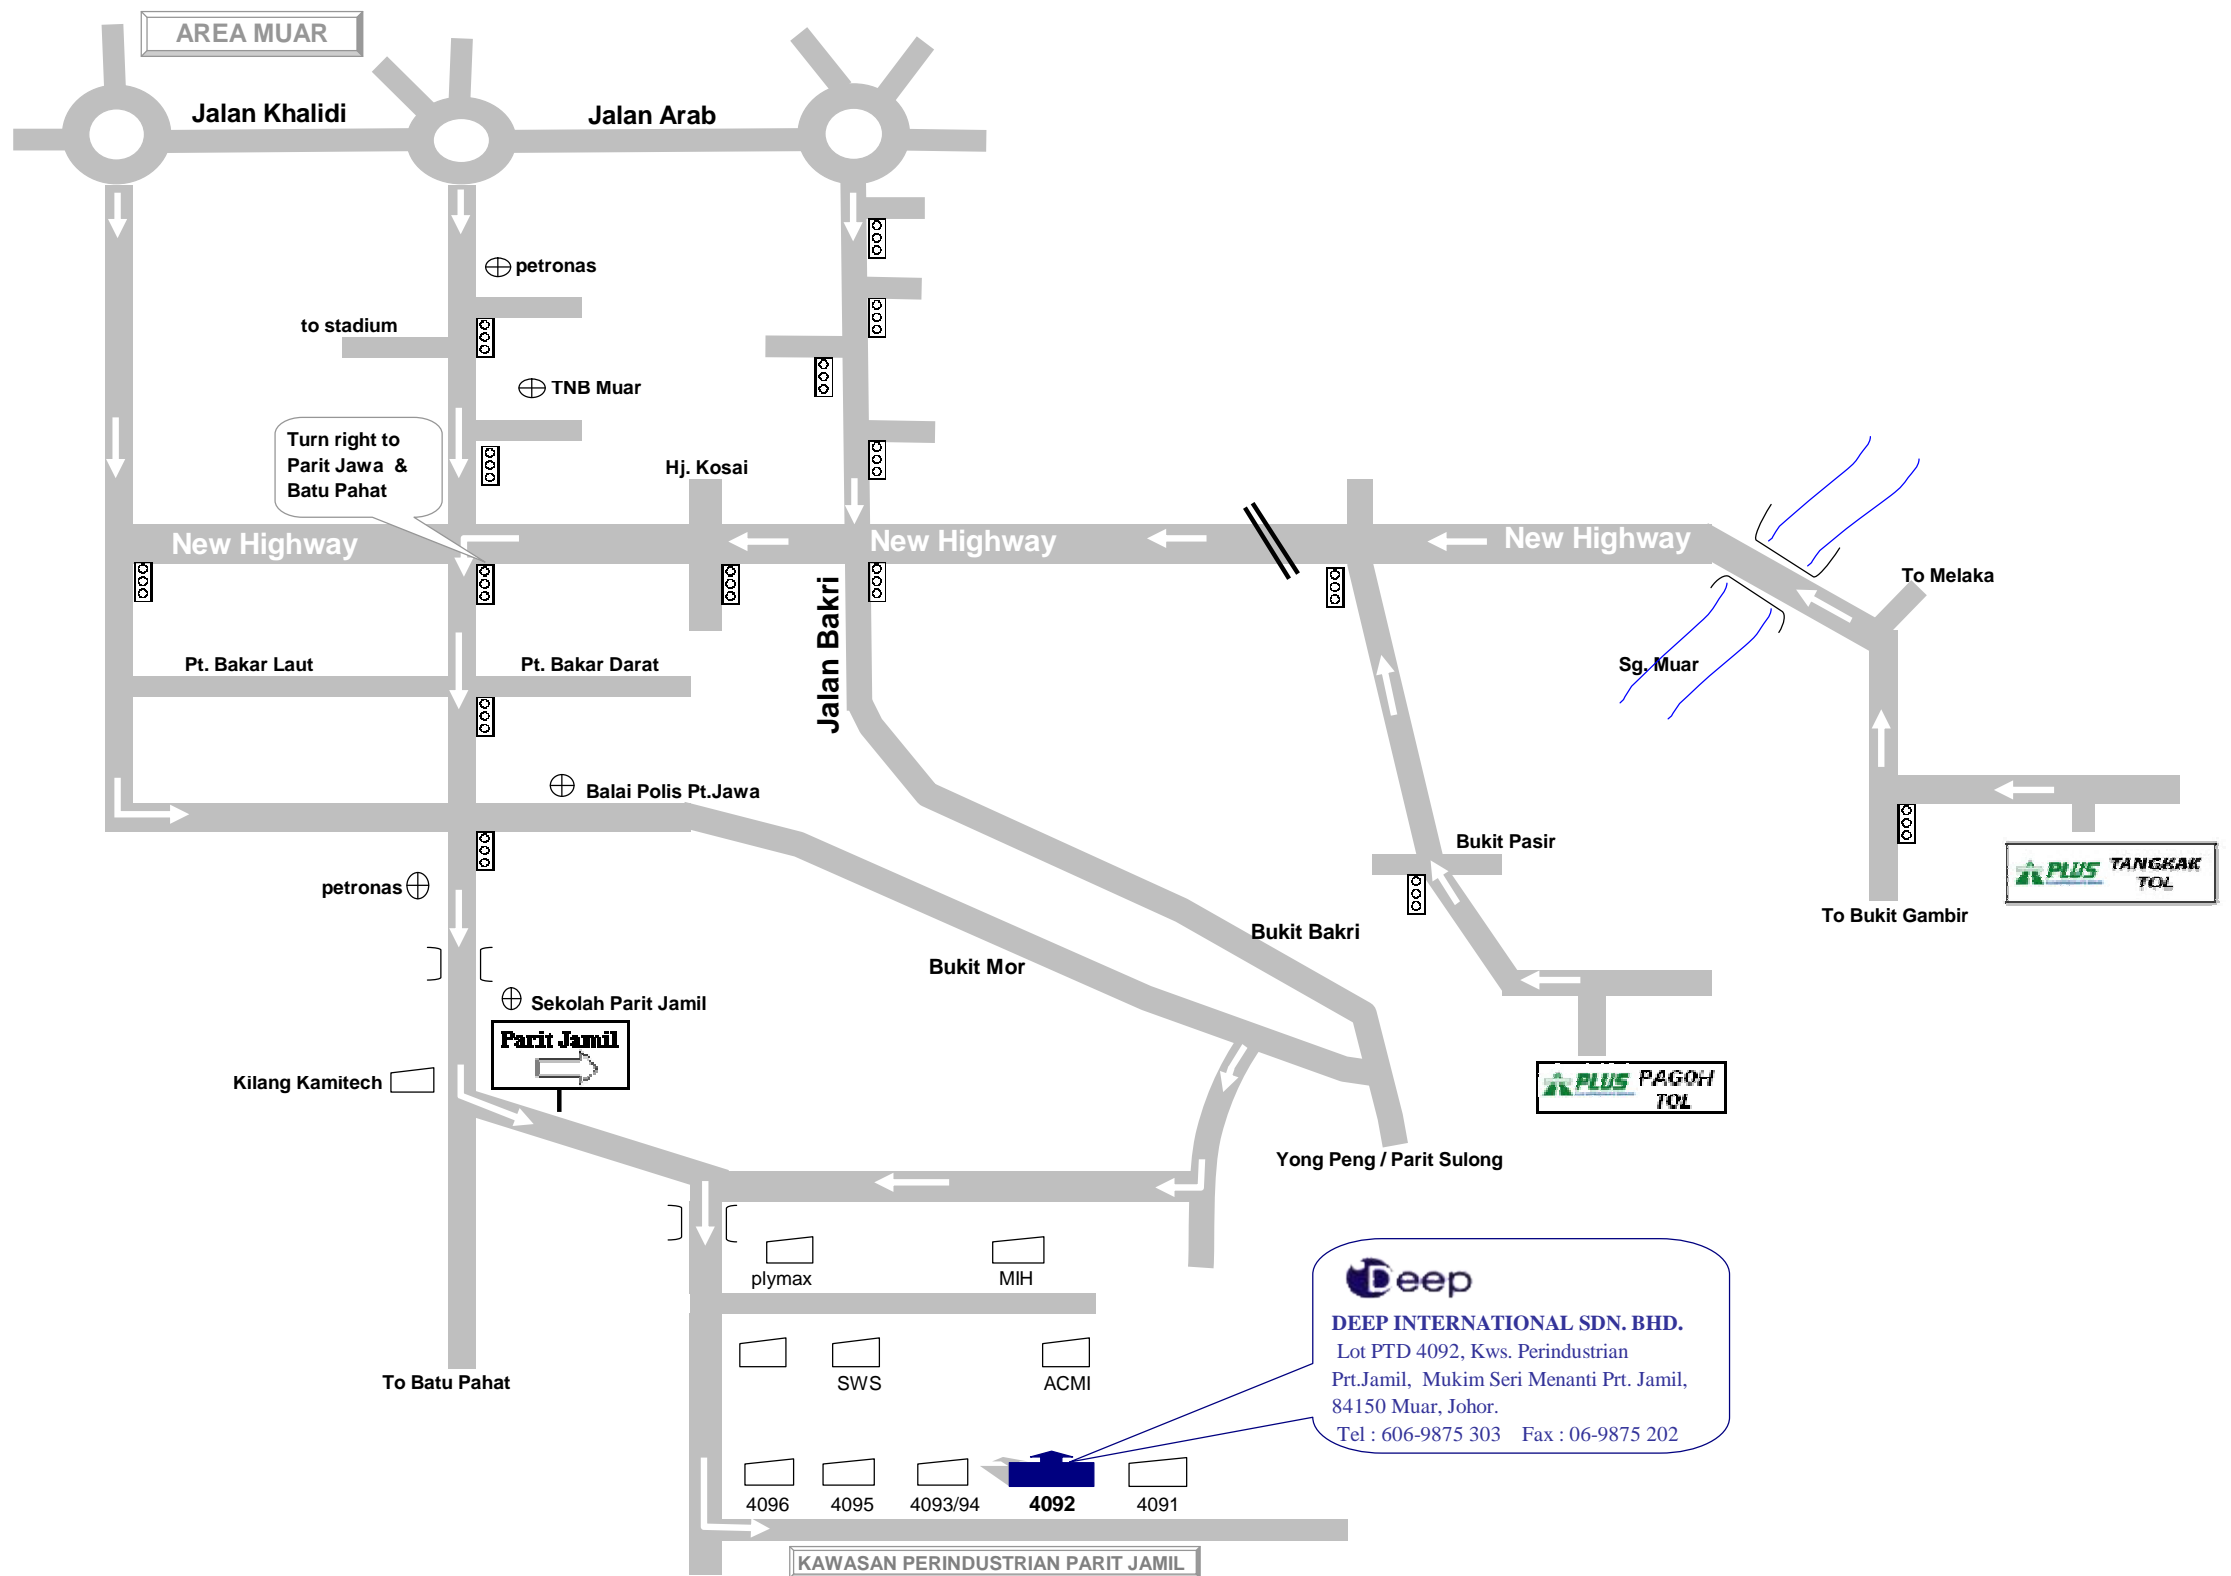 AREA MUAR
Jalan Khalidi
Jalan Arab
petronas
to stadium
TNB Muar
Turn right to
Parit Jawa &
Batu Pahat
Hj. Kosai
New Highway
New Highway
New Highway
To Melaka
Jalan Bakri
Pt. Bakar Laut
Pt. Bakar Darat
Sg. Muar
Balai Polis Pt.Jawa
petronas
Bukit Pasir
PLUS TANGKAK
TOL
To Bukit Gambir
Bukit Bakri
Bukit Mor
Sekolah Parit Jamil
Parit Jamil
Kilang Kamitech
PLUS PAGOH
TOL
Yong Peng / Parit Sulong
plymax
MIH
To Batu Pahat
SWS
ACMI
Deep
DEEP INTERNATIONAL SDN. BHD.
Lot PTD 4092, Kws. Perindustrian
Prt.Jamil, Mukim Seri Menanti Prt. Jamil,
84150 Muar, Johor.
Tel : 606-9875 303 Fax : 06-9875 202
4096
4095
4093/94
4092
4091
KAWASAN PERINDUSTRIAN PARIT JAMIL